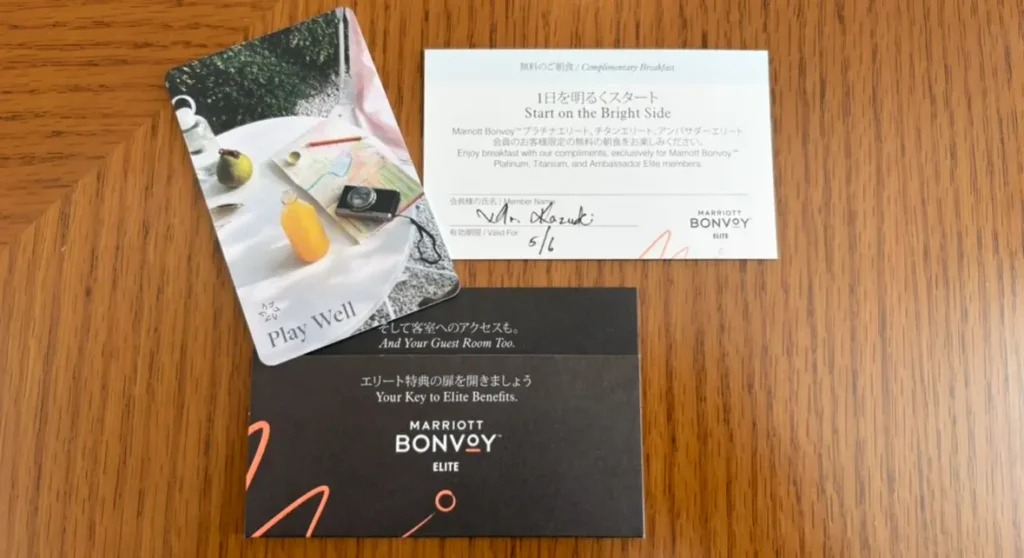 Play Well
無料のご朝食 / Complimentary Breakfast
1日を明るくスタート
Start on the Bright Side
Marriott Bonvoy™プラチナエリート、チタンエリート、アンバサダーエリート
会員のお客様限定の無料の朝食をお楽しみください。
Enjoy breakfast with our compliments, exclusively for Marriott Bonvoy™
Platinum, Titanium, and Ambassador Elite members.
会員様の氏名 / Member Name
Kazuki
有効期限 / Valid For
5/6
MARRIOTT
BONVOY
ELITE
そして客室へのアクセスも。
And Your Guest Room Too.
エリート特典の扉を開きましょう
Your Key to Elite Benefits.
MARRIOTT
BONVOY™
ELITE